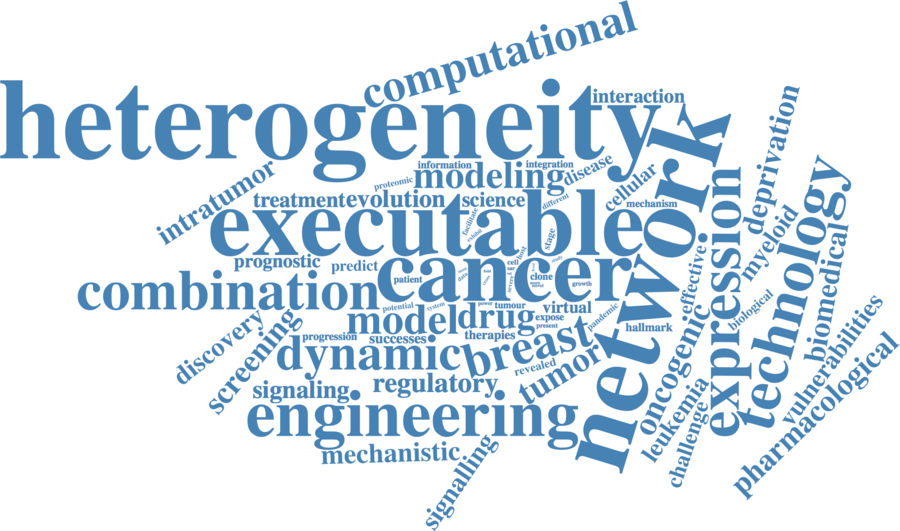 computational
heterogeneity
interaction
network
deprivation
intratumor
information
integration
proteomic
modeling
disease
cellular
treatment
evolution
science
different
mechanism
executable
facilitate
stage
expression
technology
myeloid
biomedical
prognostic
predict
cancer
host
cell
patient
clone
growth
combination
effective
biological
oncogenic
vulnerabilities
pharmacological
potential
system
power
tumour
virtual
pandemic
model
drug
expose
present
hallmark
discovery
screening
progression
successes
therapies
breast
revealed
dynamic
tumor
signaling
regulatory
leukemia
challenge
engineering
mechanistic
signalling